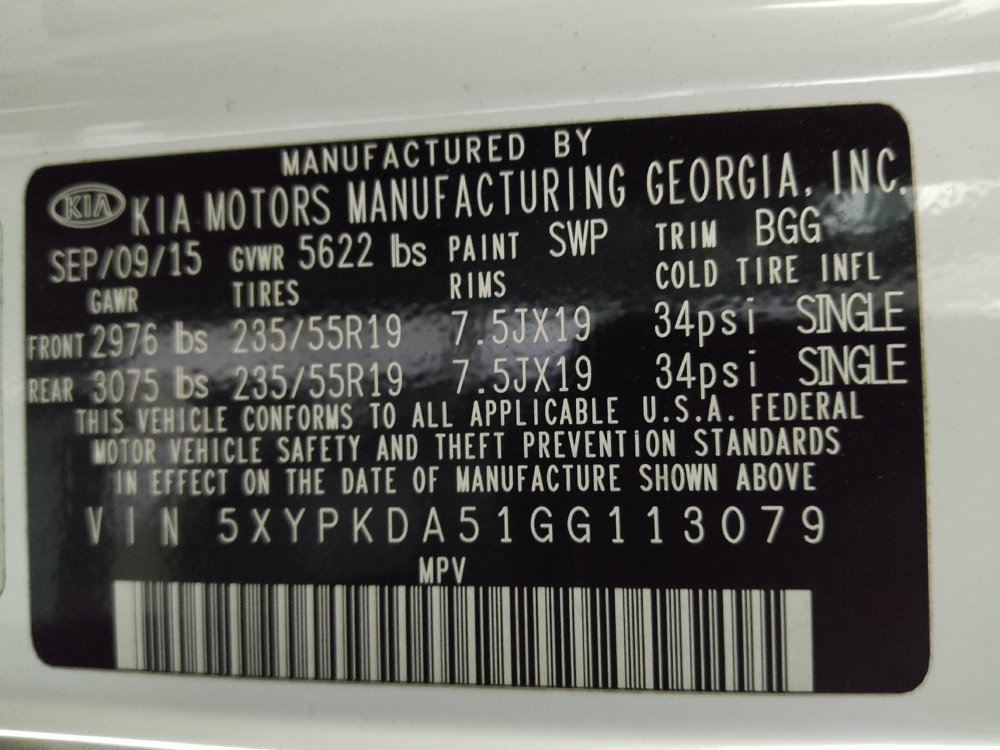 MANUFACTURED BY
KIA KIA MOTORS MANUFACTURING GEORGIA, INC.
SEP/09/15 GVWR 5622 lbs PAINT SWP TRIM BGG
GAWR TIRES RIMS COLD TIRE INFL
FRONT 2976 lbs 235/55R19 7.5JX19 34psi SINGLE
REAR 3075 lbs 235/55R19 7.5JX19 34psi SINGLE
THIS VEHICLE CONFORMS TO ALL APPLICABLE U.S.A. FEDERAL
MOTOR VEHICLE SAFETY AND THEFT PREVENTION STANDARDS
IN EFFECT ON THE DATE OF MANUFACTURE SHOWN ABOVE
VIN 5XYPKDA51GG113079
MPV